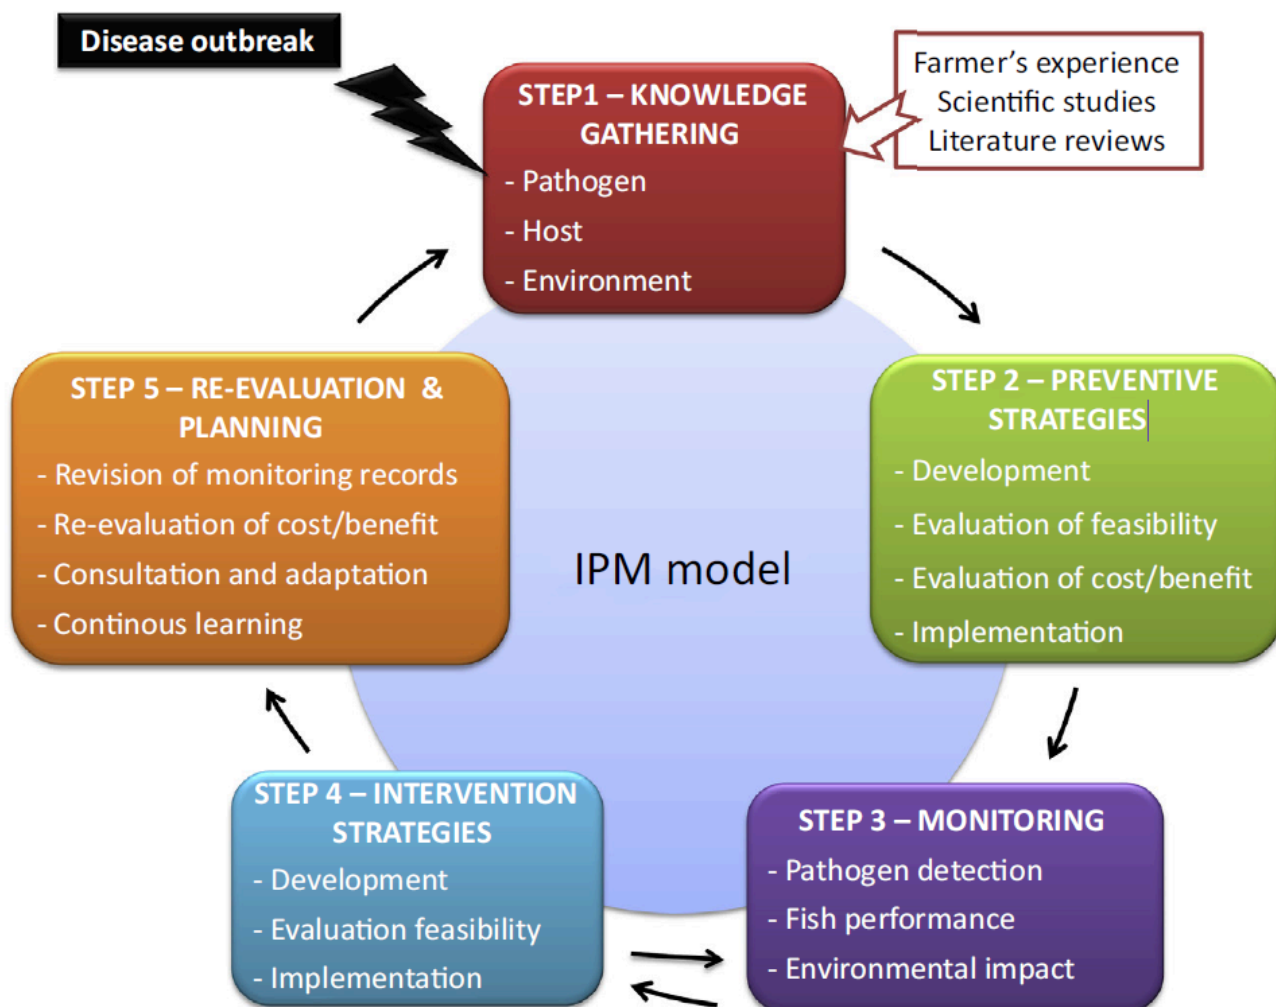 Disease outbreak
Farmer’s experience
Scientific studies
Literature reviews
STEP1 – KNOWLEDGE
GATHERING
- Pathogen
- Host
- Environment
STEP 2 – PREVENTIVE
STRATEGIES
- Development
- Evaluation of feasibility
- Evaluation of cost/benefit
- Implementation
STEP 3 – MONITORING
- Pathogen detection
- Fish performance
- Environmental impact
STEP 4 – INTERVENTION
STRATEGIES
- Development
- Evaluation feasibility
- Implementation
STEP 5 – RE-EVALUATION &
PLANNING
- Revision of monitoring records
- Re-evaluation of cost/benefit
- Consultation and adaptation
- Continous learning
IPM model